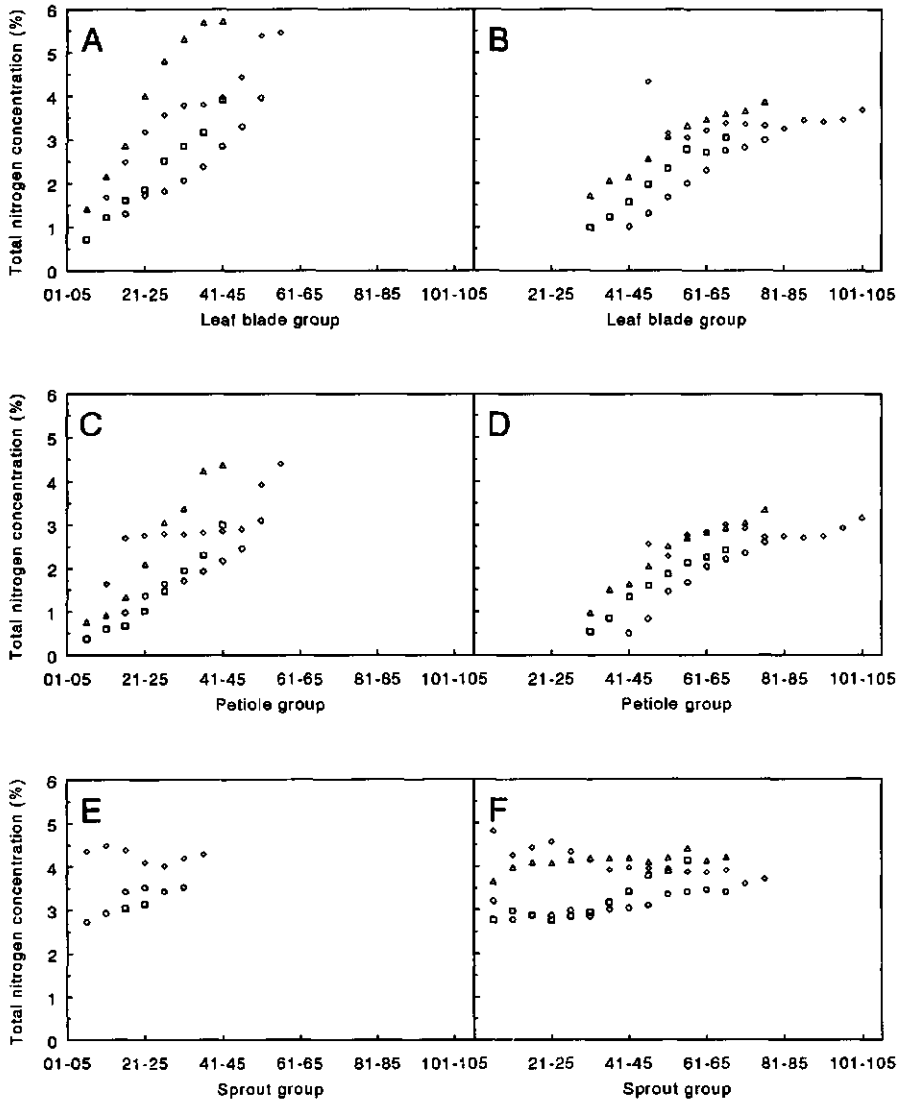 Total nitrogen concentration (%)
6
5
4
3
2
1
0
A
B
01-05 21-25 41-45 61-65 81-85 101-105
21-25 41-45 61-65 81-85 101-105
Leaf blade group
Leaf blade group
Total nitrogen concentration (%)
6
5
4
3
2
1
0
C
D
01-05 21-25 41-45 61-65 81-85 101-105
21-25 41-45 61-65 81-85 101-105
Petiole group
Petiole group
Total nitrogen concentration (%)
6
5
4
3
2
1
0
E
F
01-05 21-25 41-45 61-65 81-85 101-105
21-25 41-45 61-65 81-85 101-105
Sprout group
Sprout group